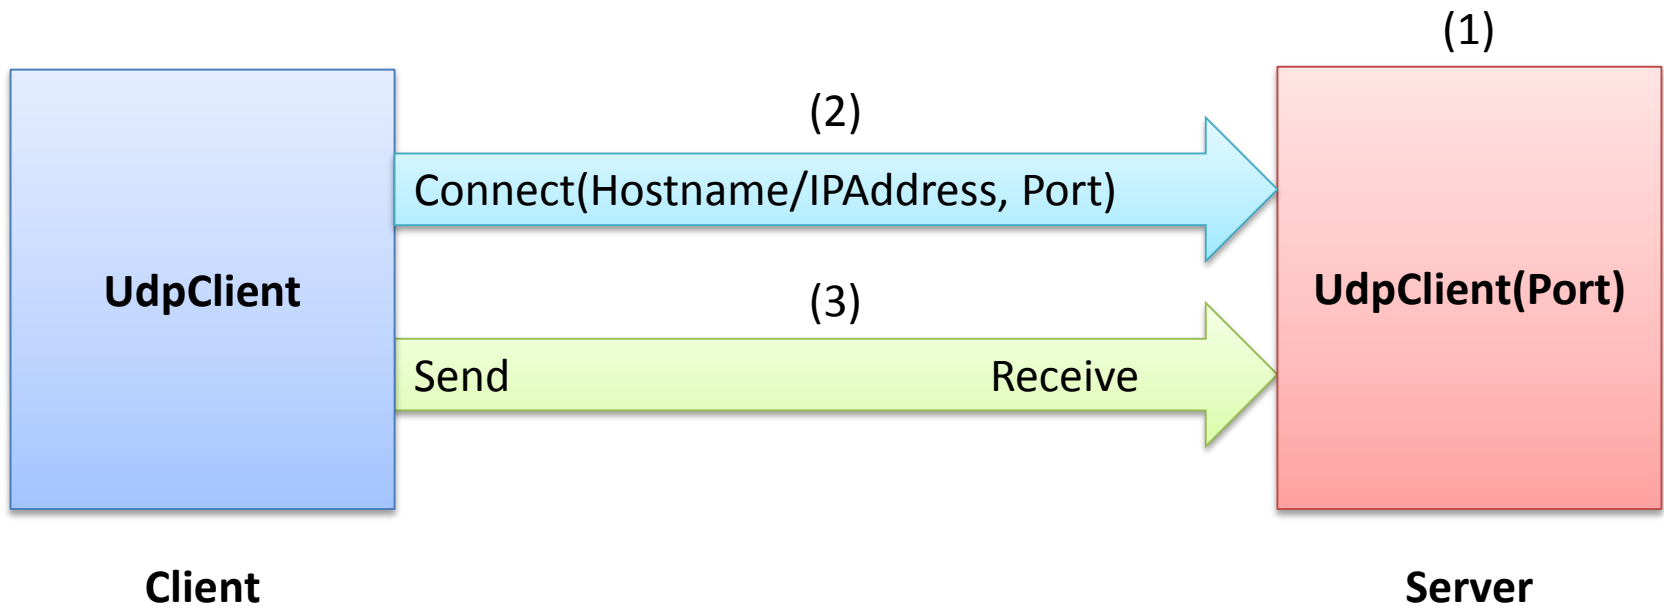 (1)
(2)
Connect(Hostname/IPAddress, Port)
UdpClient
UdpClient(Port)
(3)
Send
Receive
Client
Server